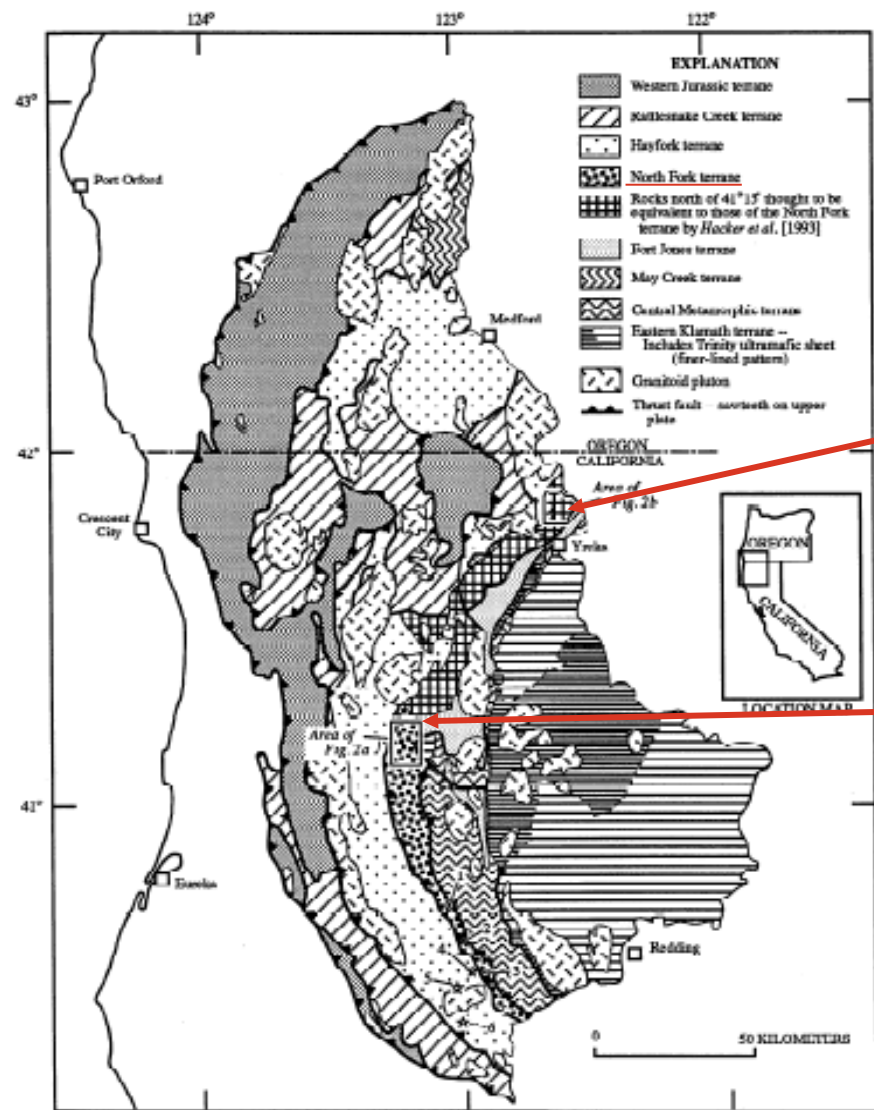 124°
123°
122°
43°
EXPLANATION
Western Jurassic terrane
Rattlesnake Creek terrane
Hayfork terrane
North Fork terrane
Rocks north of 41°15' thought to be
equivalent to those of the North Fork
terrane by Hacker et al. [1993]
Fort Jones terrane
May Creek terrane
Central Metamorphic terrane
Eastern Klamath terrane --
Includes Trinity ultramafic sheet
(finer-lined pattern)
Granitoid pluton
Thrust fault -- sawtooth on upper
plate
Port Orford
Medford
42°
OREGON
CALIFORNIA
Area of
Fig. 2b
Crescent
City
Yreka
OREGON
CALIFORNIA
LOCATION MAP
Area of
Fig. 2a
41°
Eureka
Redding
0
50 KILOMETERS